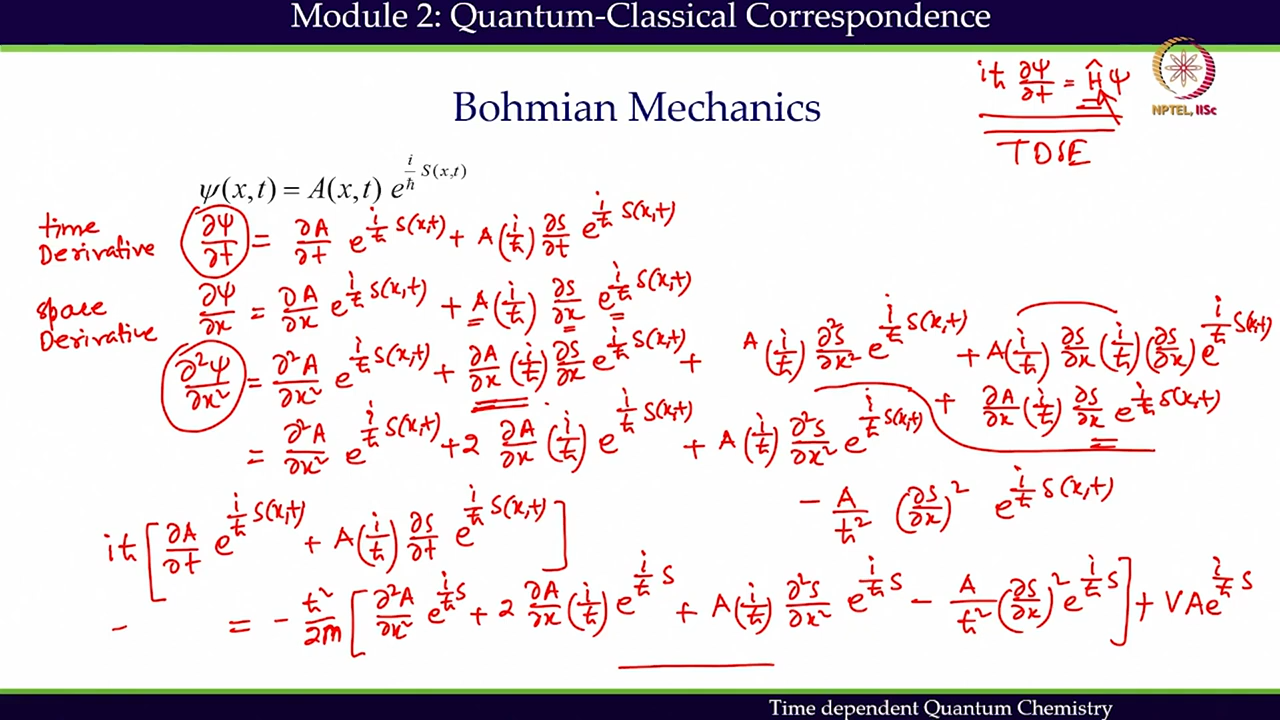 Module 2: Quantum-Classical Correspondence
iħ ∂Ψ/∂t = Ĥ Ψ
NPTEL, IISc
TDSE
Bohmian Mechanics
ψ(x,t) = A(x,t) e^{i/ħ S(x,t)}
time Derivative ∂Ψ/∂t = ∂A/∂t e^{i/ħ S(x,t)} + A(i/ħ) ∂S/∂t e^{i/ħ S(x,t)}
space Derivative ∂Ψ/∂x = ∂A/∂x e^{i/ħ S(x,t)} + A(i/ħ) ∂S/∂x e^{i/ħ S(x,t)}
∂²Ψ/∂x² = ∂²A/∂x² e^{i/ħ S(x,t)} + ∂A/∂x (i/ħ) ∂S/∂x e^{i/ħ S(x,t)} + A(i/ħ) ∂²S/∂x² e^{i/ħ S(x,t)} + A(i/ħ) ∂S/∂x (i/ħ)(∂S/∂x) e^{i/ħ S(x,t)}
+ ∂A/∂x (i/ħ) ∂S/∂x e^{i/ħ S(x,t)}
= ∂²A/∂x² e^{i/ħ S(x,t)} + 2 ∂A/∂x (i/ħ) e^{i/ħ S(x,t)} + A(i/ħ) ∂²S/∂x² e^{i/ħ S(x,t)}
- A/ħ² (∂S/∂x)² e^{i/ħ S(x,t)}
iħ [∂A/∂t e^{i/ħ S(x,t)} + A(i/ħ) ∂S/∂t e^{i/ħ S(x,t)}]
= - ħ²/2m [∂²A/∂x² e^{i/ħ S} + 2 ∂A/∂x (i/ħ) e^{i/ħ S} + A(i/ħ) ∂²S/∂x² e^{i/ħ S} - A/ħ² (∂S/∂x)² e^{i/ħ S}] + VA e^{i/ħ S}
Time dependent Quantum Chemistry